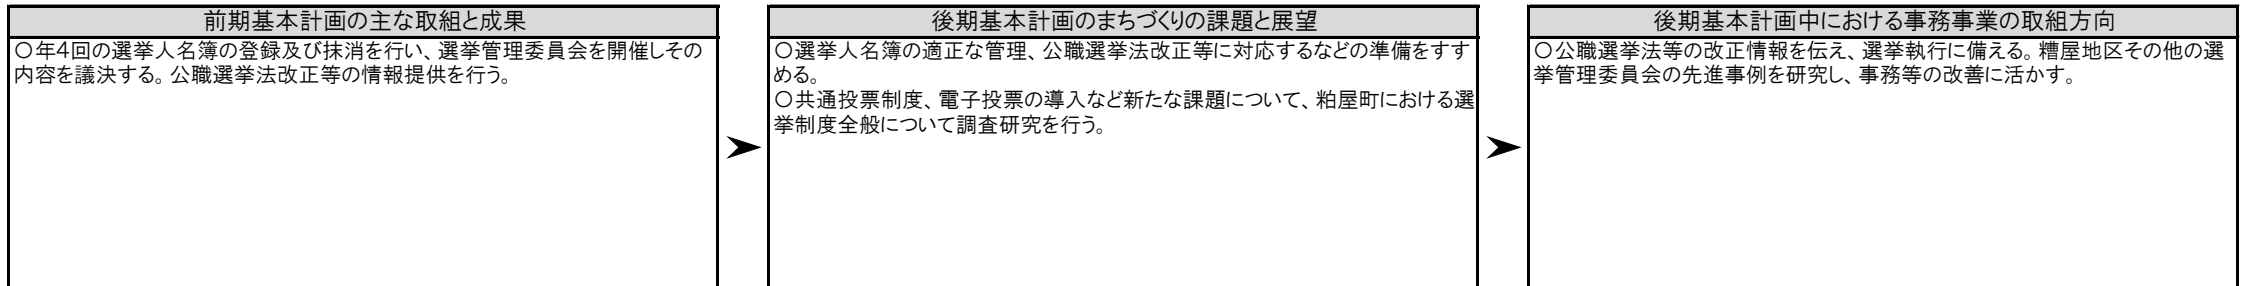 前期基本計画の主な取組と成果
〇年4回の選挙人名簿の登録及び抹消を行い、選挙管理委員会を開催しその
内容を議決する。公職選挙法改正等の情報提供を行う。
後期基本計画のまちづくりの課題と展望
〇選挙人名簿の適正な管理、公職選挙法改正等に対応するなどの準備をすす
める。
〇共通投票制度、電子投票の導入など新たな課題について、粕屋町における選
挙制度全般について調査研究を行う。
後期基本計画中における事務事業の取組方向
〇公職選挙法等の改正情報を伝え、選挙執行に備える。糟屋地区その他の選
挙管理委員会の先進事例を研究し、事務等の改善に活かす。